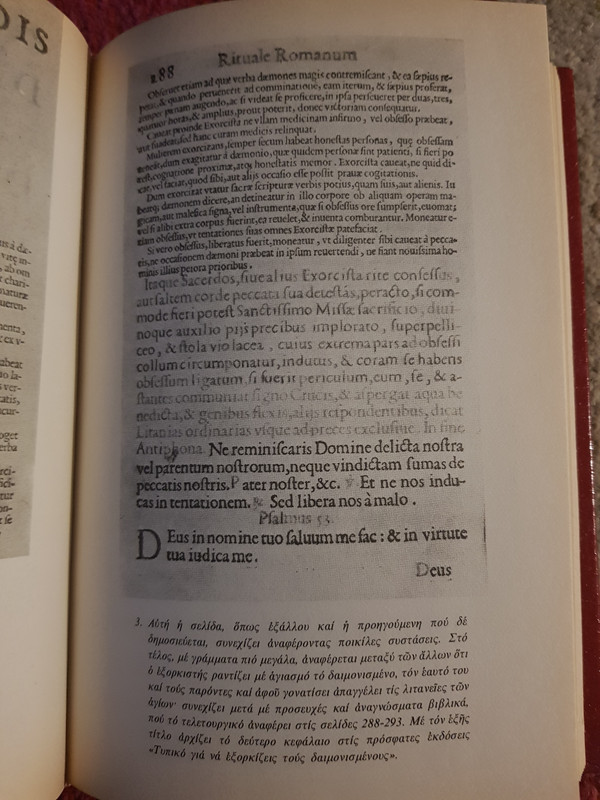 OIS
288 Rituale Romanum
Obseruet etiam ad quæ verba dæmones magis contremiscant, & ea sæpius re-
petat, & quando peruenerit ad comminationem, eam iterum, & sæpius proferat,
semper pœnam augendo, ac si videat se proficere, in ipsa perseueret per duas, tres,
quatuor horas, & amplius, prout poterit, donec victoriam consequatur.
Caueat proinde Exorcista ne vllam medicinam infirmo, vel obsesso præbeat,
aut suadeat, sed hanc curam medicis relinquat.
Mulierem exorcizans, semper secum habeat honestas personas, quæ obsessam
teneant, dum exagitatur à dæmonio, quæ quidem personæ sint patienti, si fieri po
test, cognatione proximæ, atq; honestatis memor. Exorcista caueat, ne quid di-
cat, vel faciat, quod sibi, aut alijs occasio esse possit prauæ cogitationis.
Dum exorcizat vtatur sacræ scripturæ verbis potius, quam suis, aut alienis. Iu
beatq; dæmonem dicere, an detineatur in illo corpore ob aliquam operam ma-
gicam, aut malefica signa, vel instrumenta, quæ si obsessus ore sumpserit, euomat;
vel si alibi extra corpus fuerint, ea reuelet, & inuenta comburantur. Moneatur e-
tiam obsessus, vt tentationes suas omnes Exorcistæ patefaciat.
Si vero obsessus, liberatus fuerit, moneatur, vt diligenter sibi caueat à pecca-
tis, ne occasionem dæmoni præbeat in ipsum reuertendi, ne fiant nouissima ho-
minis illius peiora prioribus.
Itaque Sacerdos, siue alius Exorcista rite confessus,
aut saltem corde peccata sua detestās, peracto, si com-
mode fieri potest Sanctissimo Missæ sacrificio, diui-
noque auxilio pijs precibus implorato, superpelli-
ceo, & stola violacea, cuius extrema pars ad obsessi
collum circumponatur, indutus, & coram se habens
obsessum ligatum, si fuerit periculum, eum, se, & a-
stantes communiat signo Crucis, & aspergat aqua be
nedicta, & genibus flexis, alijs respondentibus, dicat
Litanias ordinarias vsque ad preces exclusiue. In fine
Antiphona. Ne reminiscaris Domine delicta nostra
vel parentum nostrorum, neque vindictam sumas de
peccatis nostris. Pater noster, &c. ℣ Et ne nos indu-
cas in tentationem. ℟ Sed libera nos à malo.
Psalmus 53.
Deus in nomine tuo saluum me fac: & in virtute
tua iudica me.
Deus
3. Αὐτή ἡ σελίδα, ὅπως ἐξάλλου καί ἡ προηγούμενη πού δέ
δημοσιεύεται, συνεχίζει ἀναφέροντας ποικίλες συστάσεις. Στό
τέλος, μέ γράμματα πιό μεγάλα, ἀναφέρεται μεταξύ τῶν ἄλλων ὅτι
ὁ ἐξορκιστής ραντίζει μέ ἁγιασμό τό δαιμονισμένο, τόν ἑαυτό του
καί τούς παρόντες καί ἀφοῦ γονατίσει ἀπαγγέλει τίς λιτανεῖες τῶν
ἁγίων· συνεχίζει μετά μέ προσευχές καί ἀναγνώσματα βιβλικά,
πού τό τελετουργικό ἀναφέρει στίς σελίδες 288-293. Μέ τόν ἑξῆς
τίτλο ἀρχίζει τό δεύτερο κεφάλαιο στίς πρόσφατες ἐκδόσεις
«Τυπικό γιά νά ἐξορκίζεις τούς δαιμονισμένους».